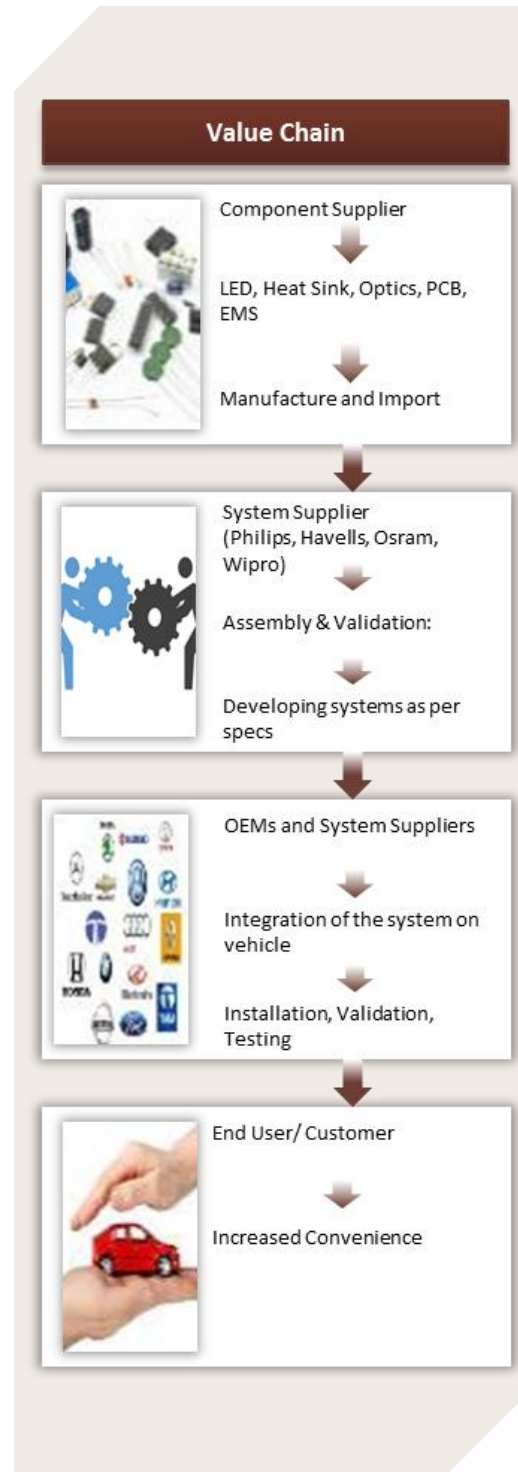 Value Chain
Component Supplier
LED, Heat Sink, Optics, PCB,
EMS
Manufacture and Import
System Supplier
(Philips, Havells, Osram,
Wipro)
Assembly & Validation:
Developing systems as per
specs
OEMs and System Suppliers
Integration of the system on
vehicle
HONDA
TATA
Installation, Validation,
Testing
End User/ Customer
Increased Convenience